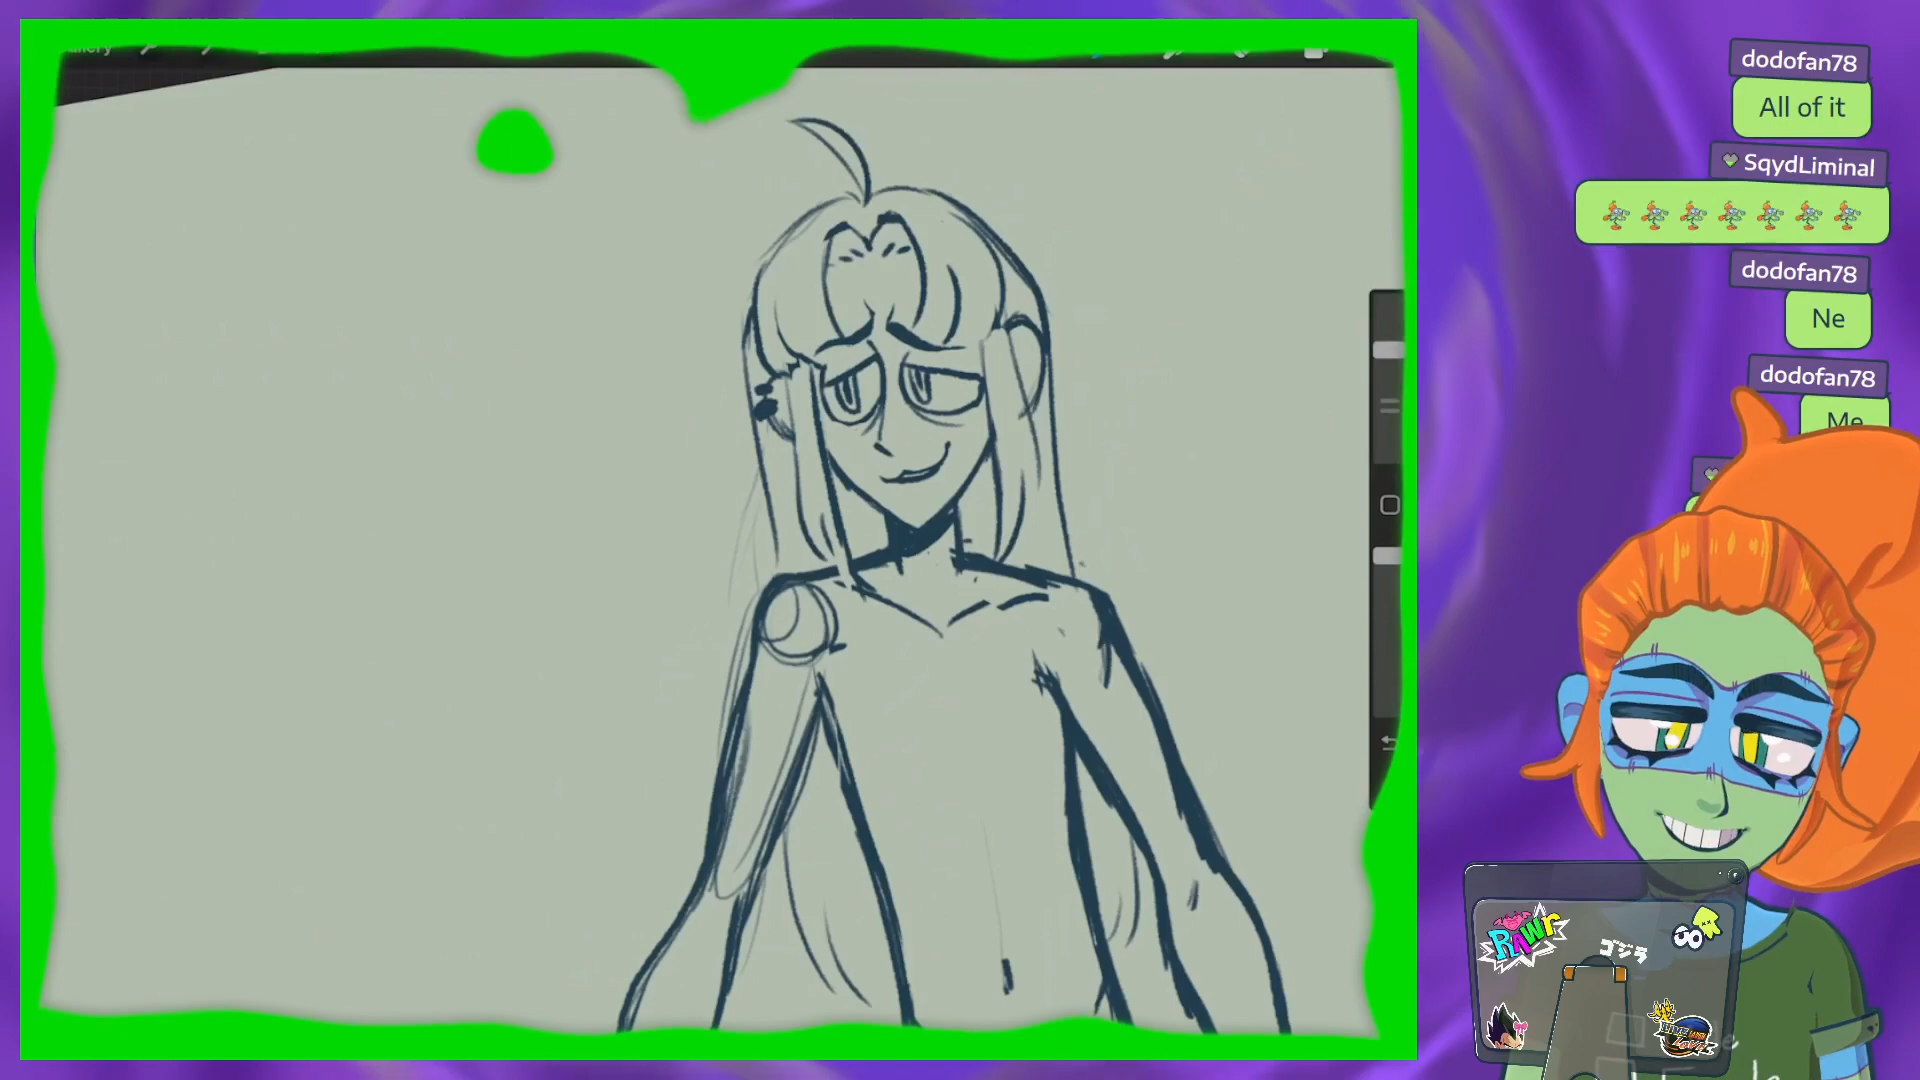 dodofan78
All of it
SqydLiminal
dodofan78
Ne
dodofan78
Me
RAWr
ゴジラ